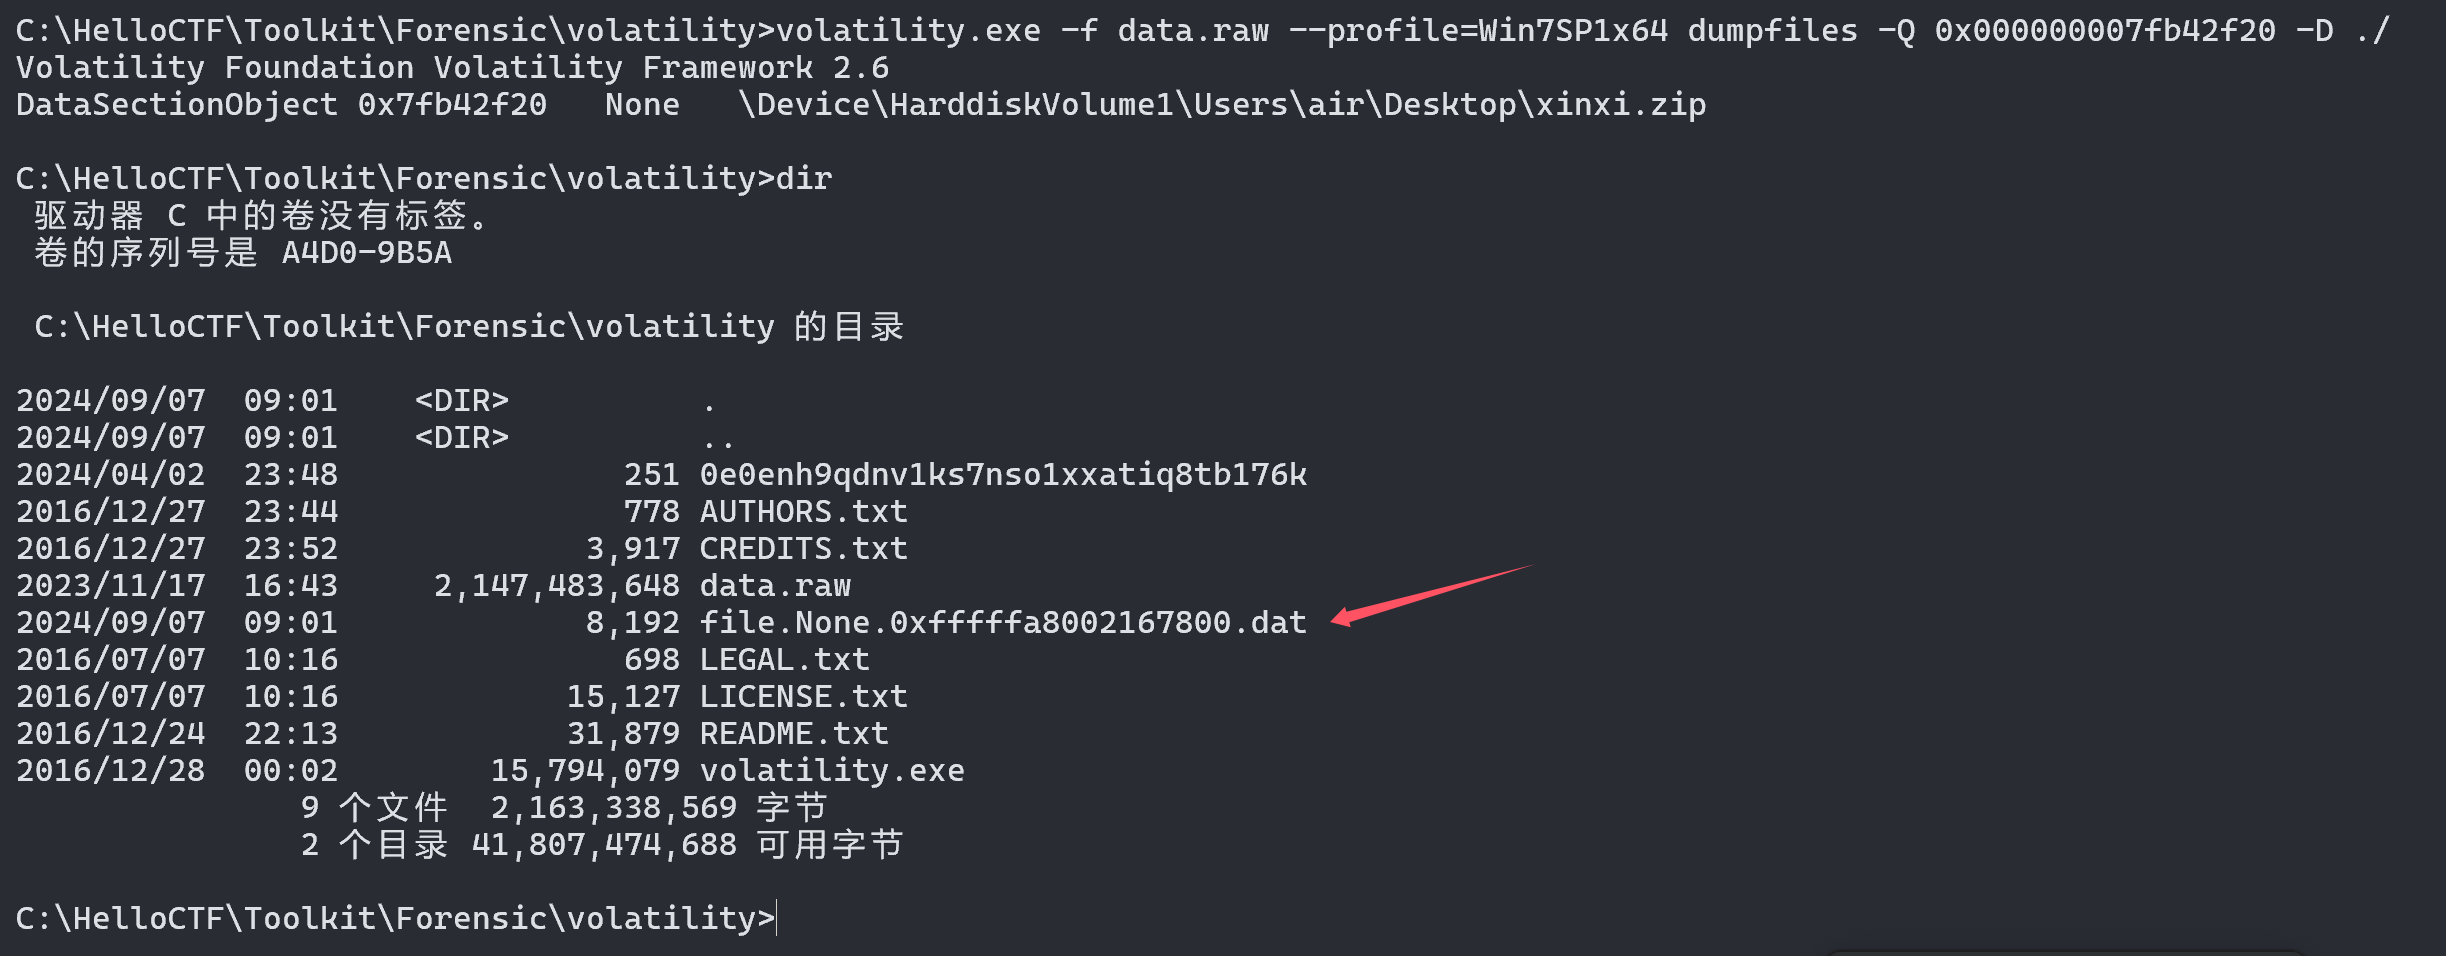 C:\HelloCTF\Toolkit\Forensic\volatility>volatility.exe -f data.raw --profile=Win7SP1x64 dumpfiles -Q 0x000000007fb42f20 -D ./
Volatility Foundation Volatility Framework 2.6
DataSectionObject 0x7fb42f20   None   \Device\HarddiskVolume1\Users\air\Desktop\xinxi.zip
C:\HelloCTF\Toolkit\Forensic\volatility>dir
驱动器 C 中的卷没有标签。
卷的序列号是 A4D0-9B5A
C:\HelloCTF\Toolkit\Forensic\volatility 的目录
2024/09/07  09:01    <DIR>          .
2024/09/07  09:01    <DIR>          ..
2024/04/02  23:48               251 0e0enh9qdnv1ks7nso1xxatiq8tb176k
2016/12/27  23:44               778 AUTHORS.txt
2016/12/27  23:52             3,917 CREDITS.txt
2023/11/17  16:43     2,147,483,648 data.raw
2024/09/07  09:01             8,192 file.None.0xfffffa8002167800.dat
2016/07/07  10:16               698 LEGAL.txt
2016/07/07  10:16            15,127 LICENSE.txt
2016/12/24  22:13            31,879 README.txt
2016/12/28  00:02        15,794,079 volatility.exe
9 个文件  2,163,338,569 字节
2 个目录 41,807,474,688 可用字节
C:\HelloCTF\Toolkit\Forensic\volatility>